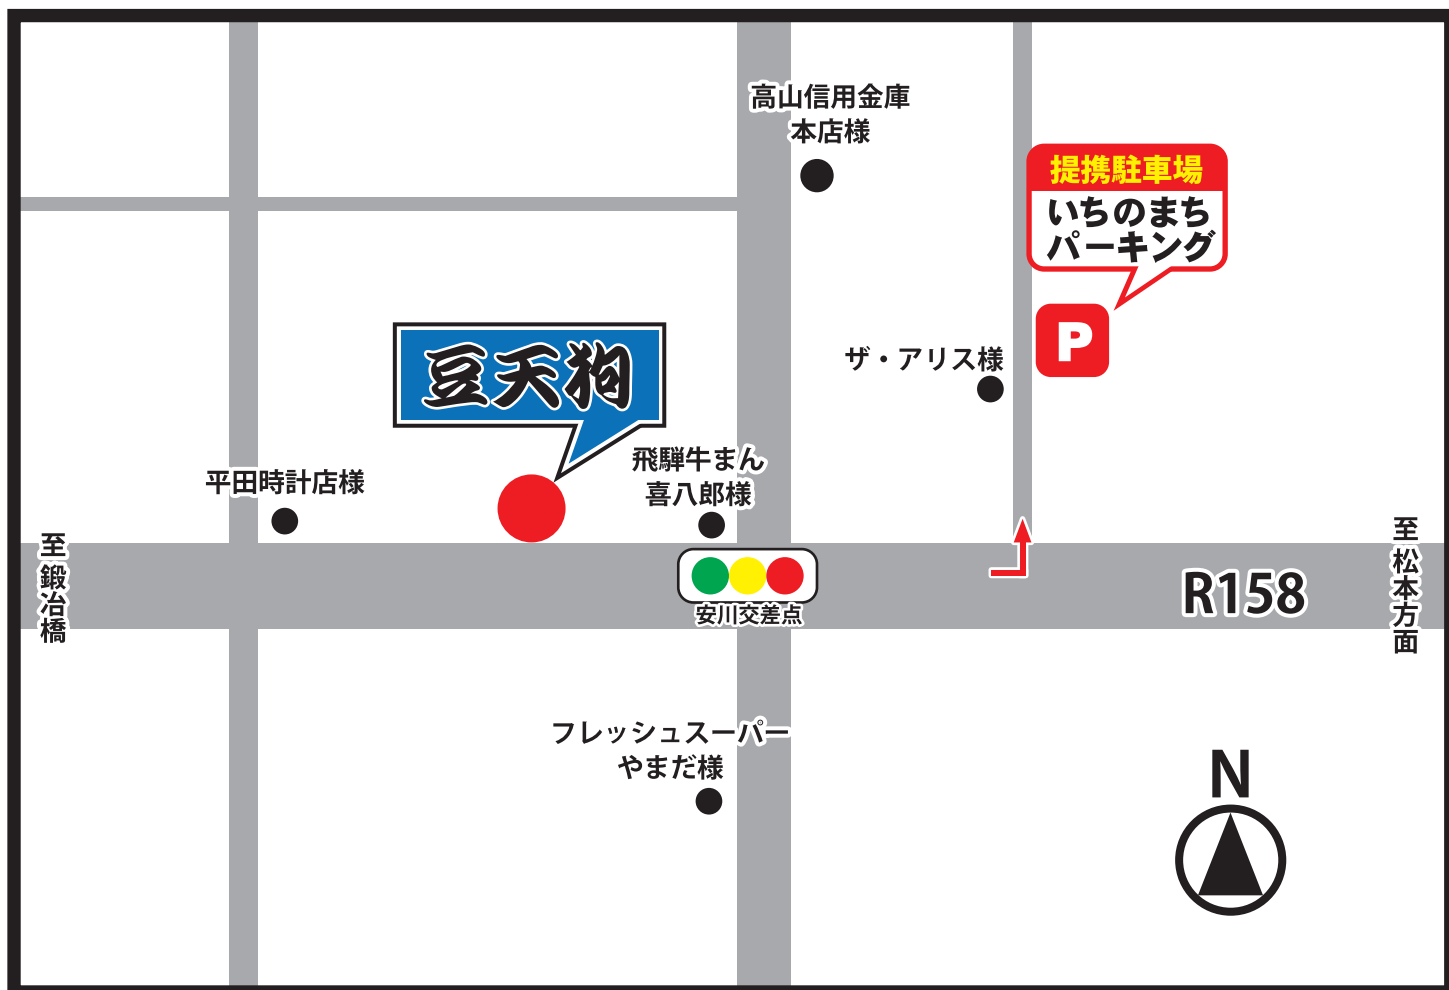 高山信用金庫
本店様
提携駐車場
いちのまち
パーキング
P
ザ・アリス様
豆天狗
飛騨牛まん
喜八郎様
平田時計店様
至鍛冶橋
安川交差点
R158
至松本方面
フレッシュスーパー
やまだ様
N